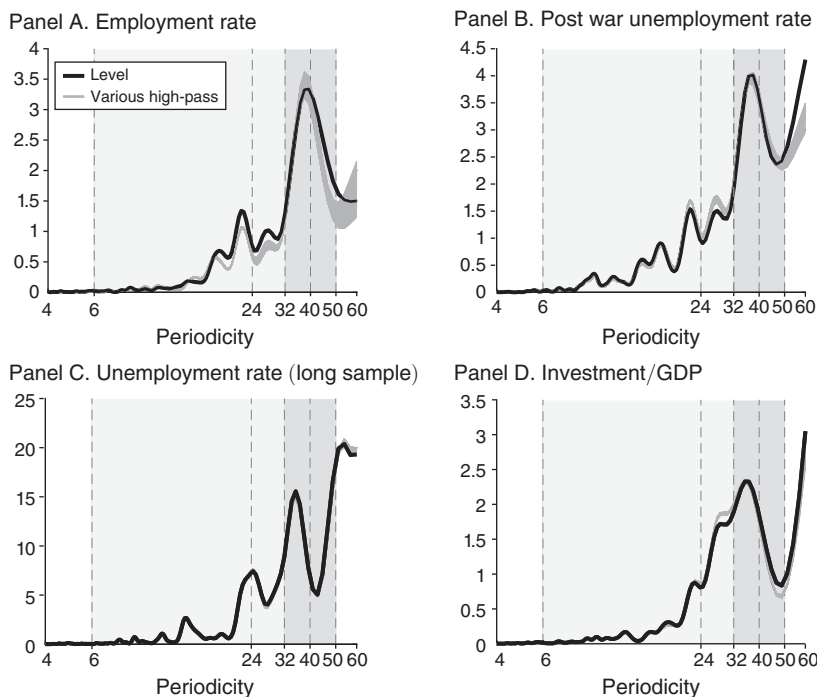 Panel A. Employment rate
4
3.5
3
2.5
2
1.5
1
0.5
0
Level
Various high-pass
4 6 24 32 40 50 60
Periodicity
Panel B. Post war unemployment rate
4.5
4
3.5
3
2.5
2
1.5
1
0.5
0
4 6 24 32 40 50 60
Periodicity
Panel C. Unemployment rate (long sample)
25
20
15
10
5
0
4 6 24 32 40 50 60
Periodicity
Panel D. Investment/GDP
3.5
3
2.5
2
1.5
1
0.5
0
4 6 24 32 40 50 60
Periodicity